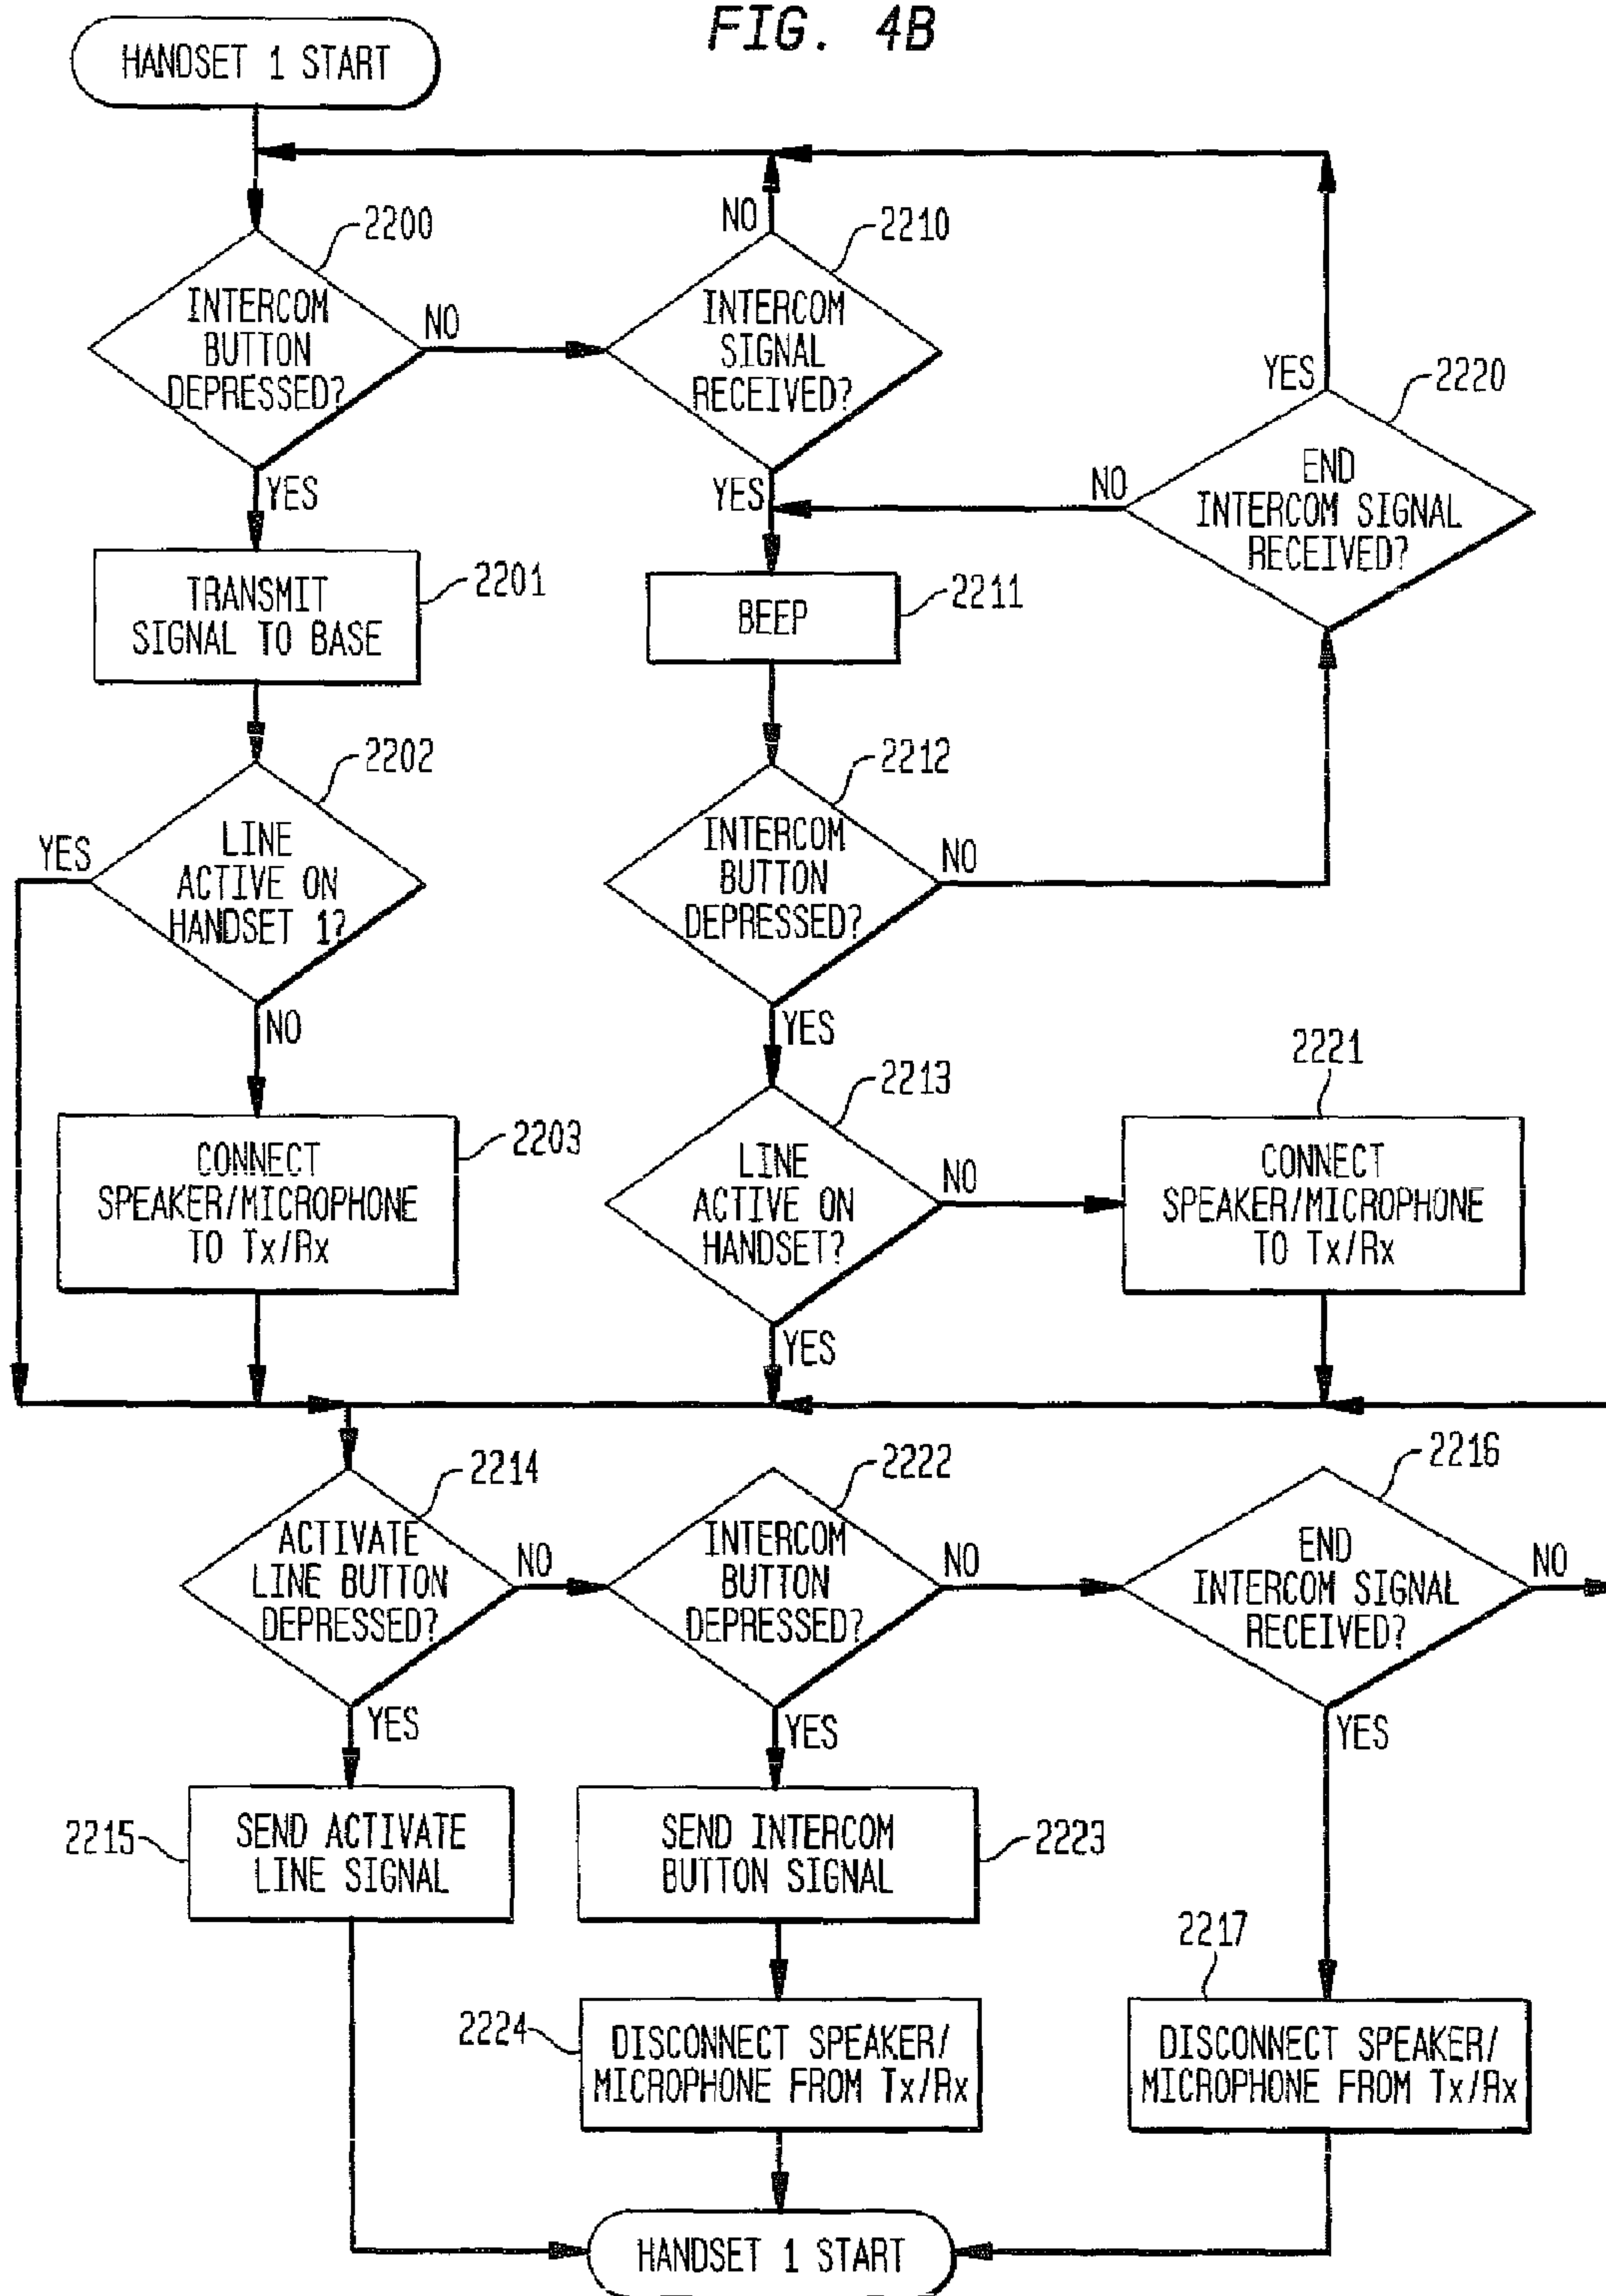 FIG. 4B
HANDSET 1 START
2200
INTERCOM
BUTTON
DEPRESSED?
NO
YES
NO
2210
INTERCOM
SIGNAL
RECEIVED?
YES
YES
2220
END
INTERCOM SIGNAL
RECEIVED?
NO
TRANSMIT
SIGNAL TO BASE
2201
BEEP
2211
2202
YES
LINE
ACTIVE ON
HANDSET 1?
NO
2212
INTERCOM
BUTTON
DEPRESSED?
NO
YES
CONNECT
SPEAKER/MICROPHONE
TO Tx/Rx
2203
2213
LINE
ACTIVE ON
HANDSET?
NO
YES
2221
CONNECT
SPEAKER/MICROPHONE
TO Tx/Rx
2214
ACTIVATE
LINE BUTTON
DEPRESSED?
NO
YES
2222
INTERCOM
BUTTON
DEPRESSED?
NO
YES
2216
END
INTERCOM SIGNAL
RECEIVED?
NO
YES
2215
SEND ACTIVATE
LINE SIGNAL
SEND INTERCOM
BUTTON SIGNAL
2223
2224
DISCONNECT SPEAKER/
MICROPHONE FROM Tx/Rx
2217
DISCONNECT SPEAKER/
MICROPHONE FROM Tx/Rx
HANDSET 1 START